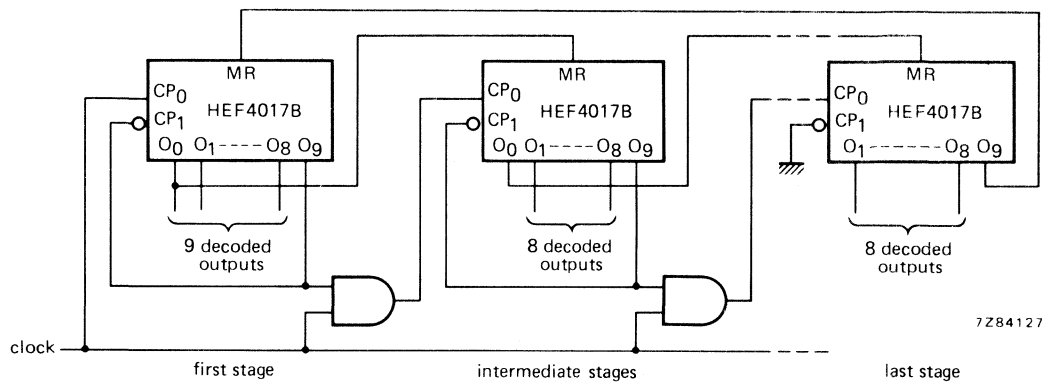 MR
CP0
HEF4017B
CP1
O0 O1 ----- O8 O9
9 decoded
outputs
MR
CP0
HEF4017B
CP1
O0 O1 ----- O8 O9
8 decoded
outputs
MR
CP0
HEF4017B
CP1
O1 -------- O8 O9
8 decoded
outputs
7Z84127
clock
first stage
intermediate stages
last stage